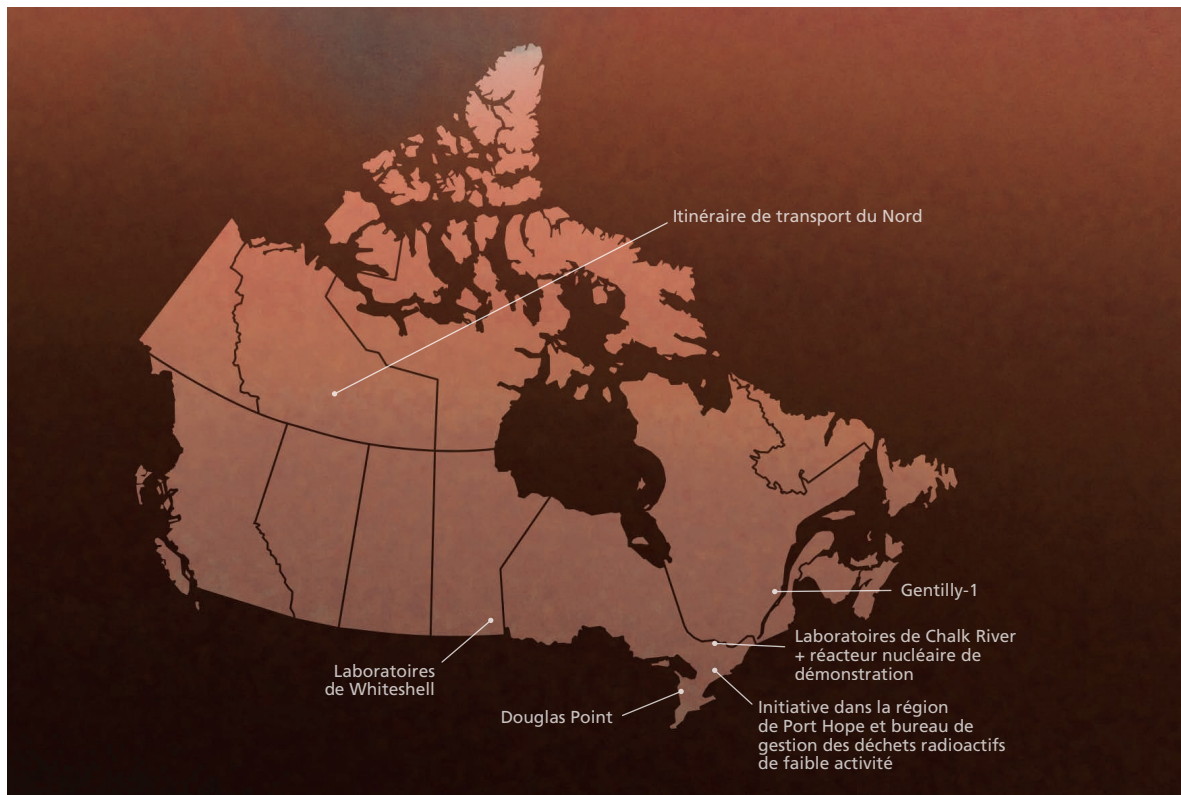 Itinéraire de transport du Nord
Gentilly-1
Laboratoires de Chalk River
+ réacteur nucléaire de
démonstration
Laboratoires
de Whiteshell
Douglas Point
Initiative dans la région
de Port Hope et bureau de
gestion des déchets radioactifs
de faible activité